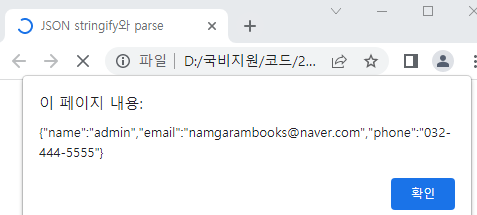 JSON stringify와 parse
파일 | D:/국비지원/코드/2...
이 페이지 내용:
{"name":"admin","email":"namgarambooks@naver.com","phone":"032-
444-5555"}
확인